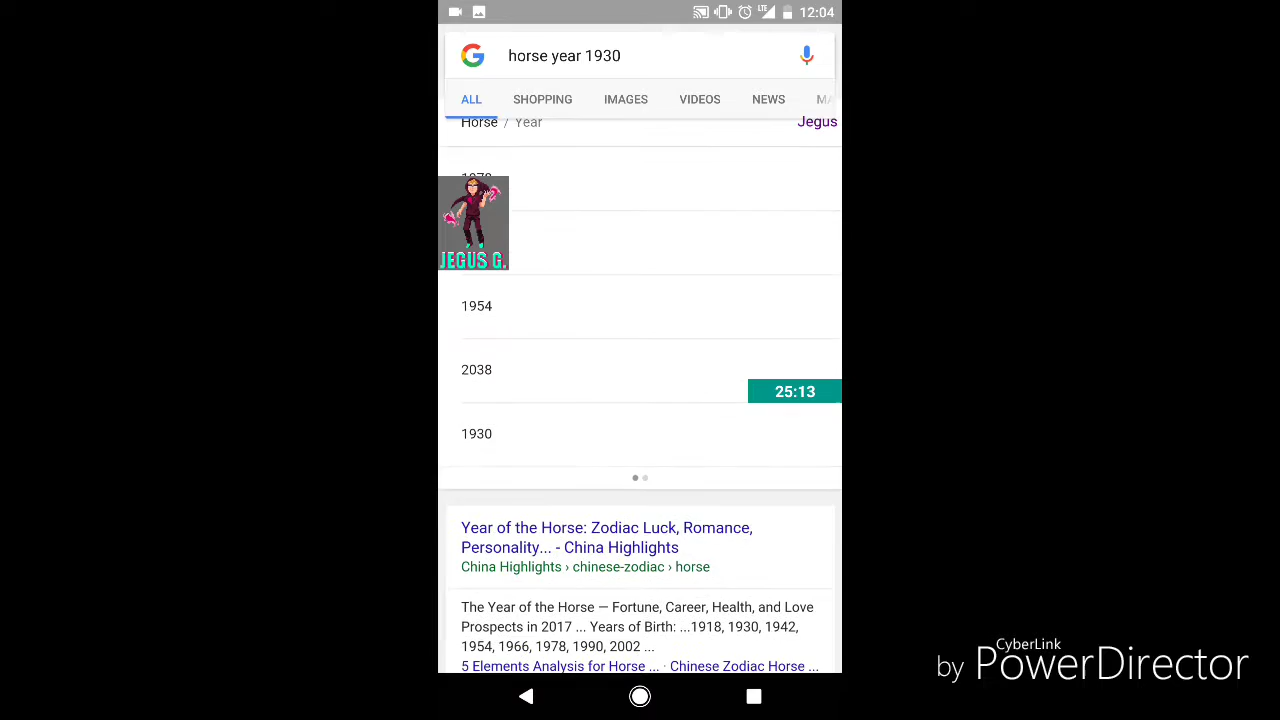 12:04
horse year 1930
ALL SHOPPING IMAGES VIDEOS NEWS
Horse / Year Jegus
JEGUS G.
1954
2038
25:13
1930
Year of the Horse: Zodiac Luck, Romance,
Personality... - China Highlights
China Highlights › chinese-zodiac › horse
The Year of the Horse — Fortune, Career, Health, and Love
Prospects in 2017 ... Years of Birth: ...1918, 1930, 1942,
1954, 1966, 1978, 1990, 2002 ...
5 Elements Analysis for Horse ... · Chinese Zodiac Horse ...
CyberLink
by PowerDirector